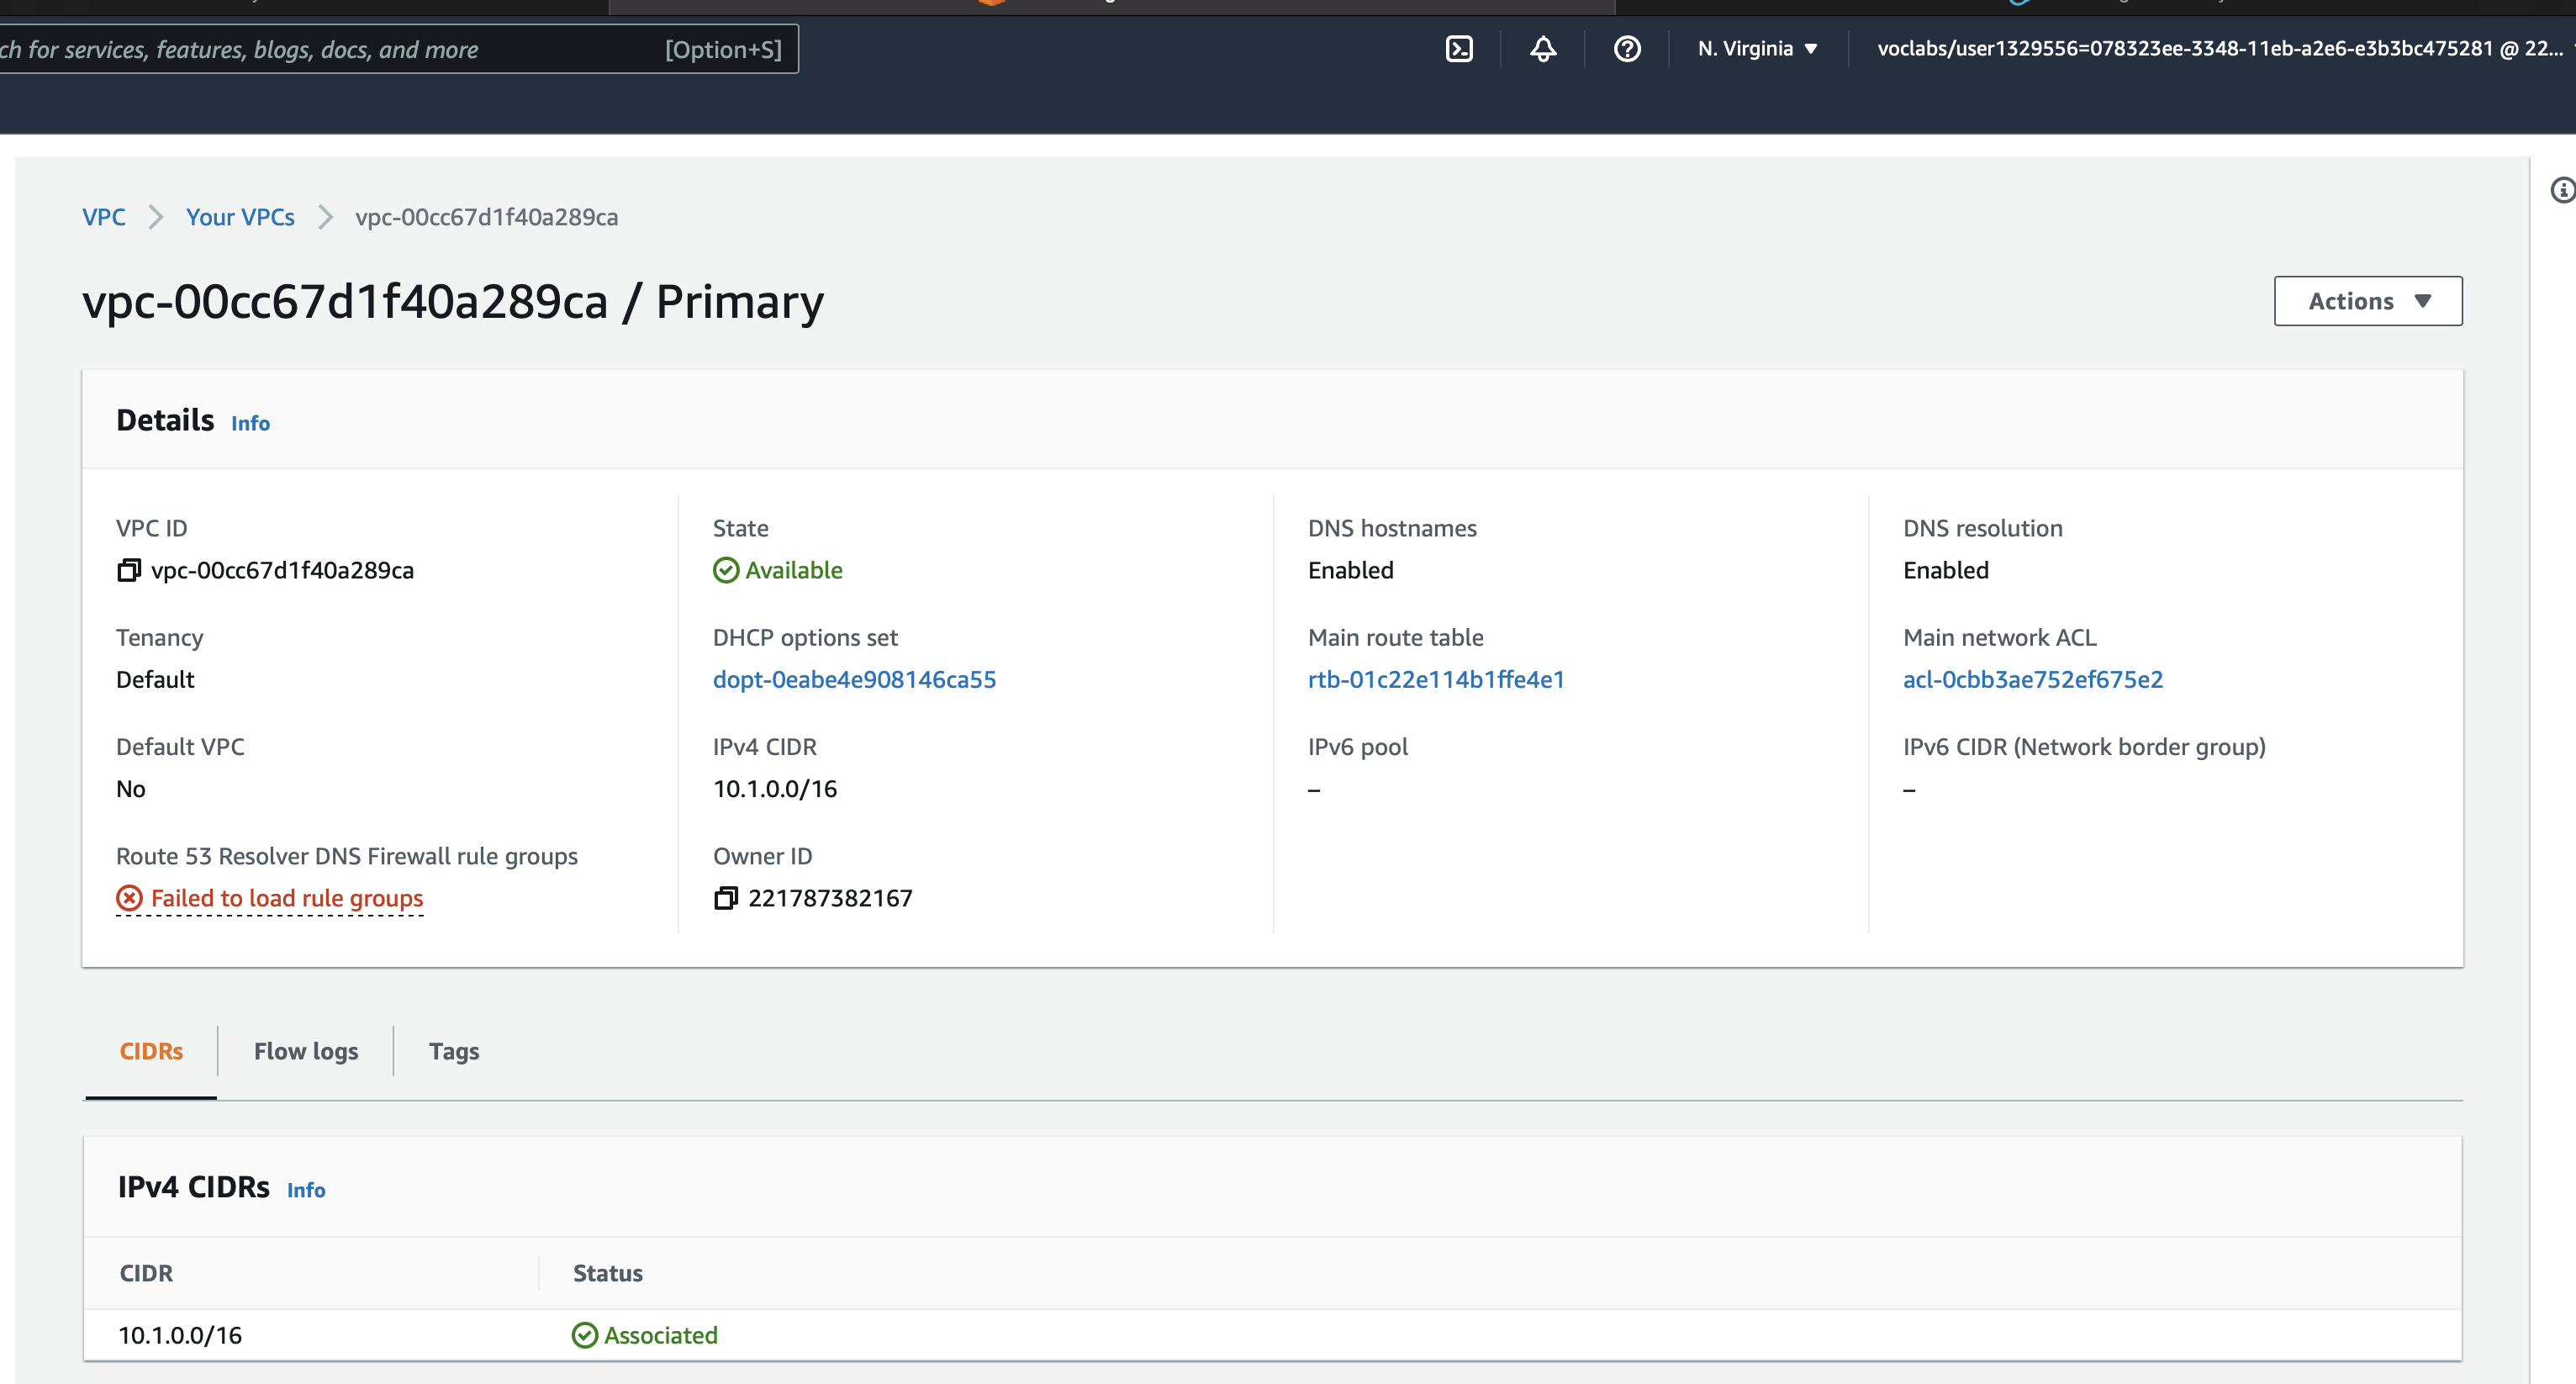 ch for services, features, blogs, docs, and more [Option+S] N. Virginia voclabs/user1329556=078323ee-3348-11eb-a2e6-e3b3bc475281 @ 22...
VPC Your VPCs vpc-00cc67d1f40a289ca
vpc-00cc67d1f40a289ca / Primary
Actions
Details Info
VPC ID State DNS hostnames DNS resolution
vpc-00cc67d1f40a289ca Available Enabled Enabled
Tenancy DHCP options set Main route table Main network ACL
Default dopt-0eabe4e908146ca55 rtb-01c22e114b1ffe4e1 acl-0cbb3ae752ef675e2
Default VPC IPv4 CIDR IPv6 pool IPv6 CIDR (Network border group)
No 10.1.0.0/16 – –
Route 53 Resolver DNS Firewall rule groups Owner ID
Failed to load rule groups 221787382167
CIDRs Flow logs Tags
IPv4 CIDRs Info
CIDR Status
10.1.0.0/16 Associated